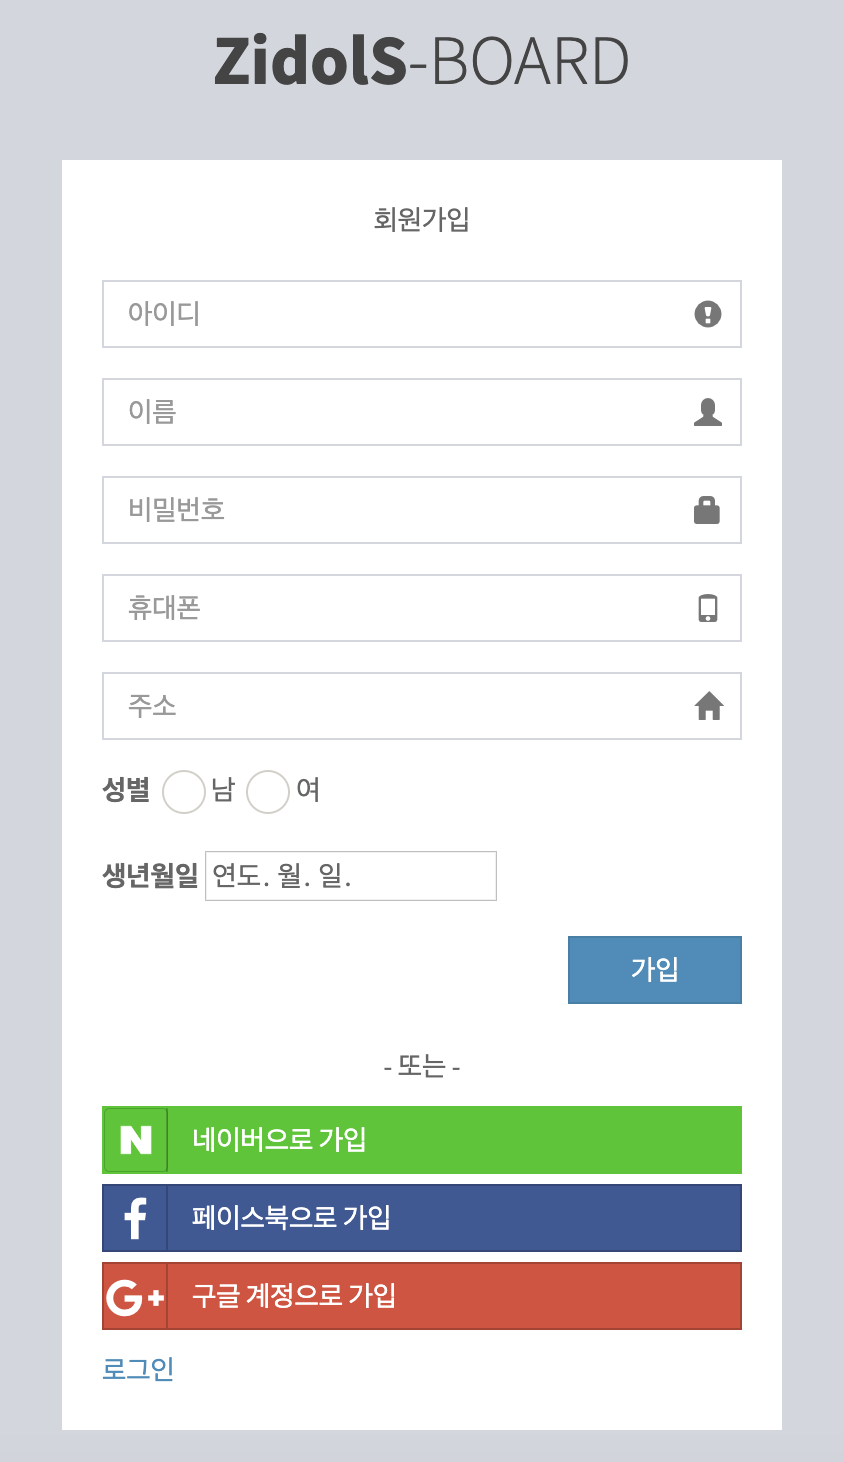 ZidolS-BOARD
회원가입
아이디
이름
비밀번호
휴대폰
주소
성별 남 여
생년월일 연도. 월. 일.
가입
- 또는 -
N 네이버으로 가입
f 페이스북으로 가입
G+ 구글 계정으로 가입
로그인